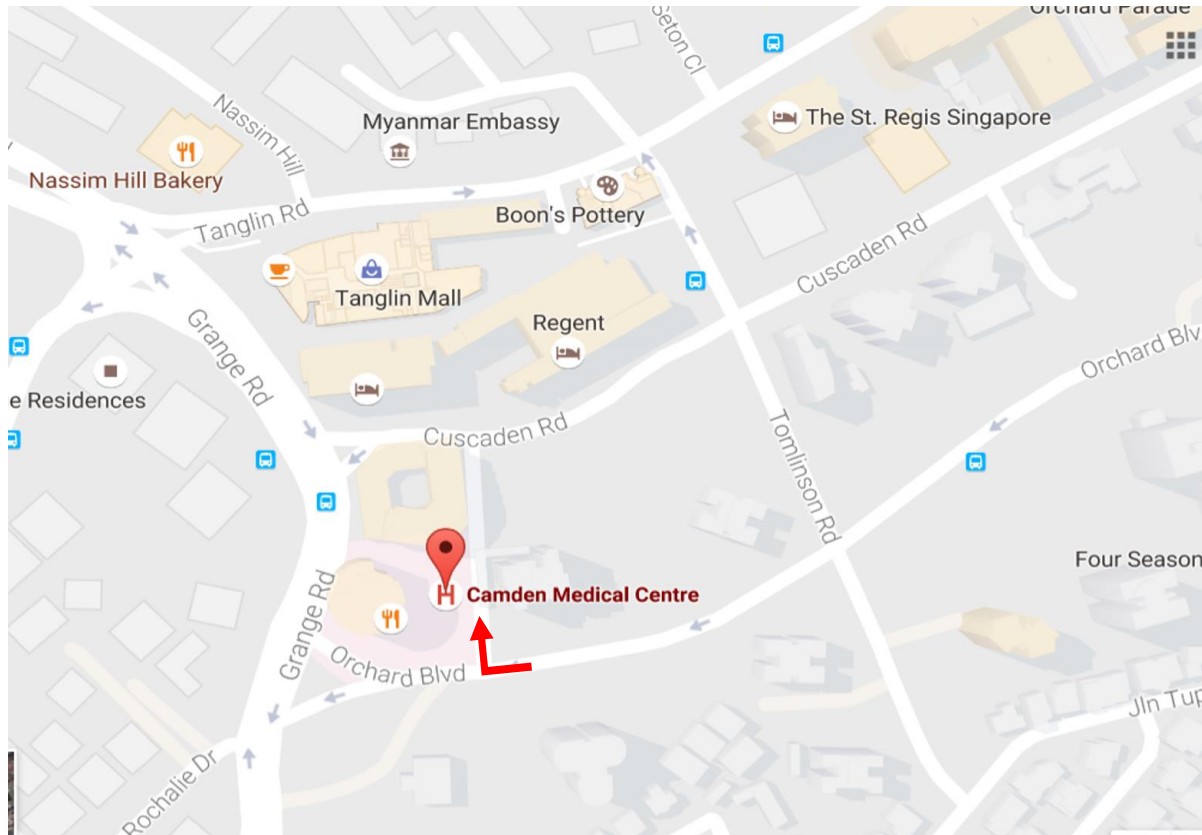 Orchard Parade
Seton Cl
Nassim Hill
Myanmar Embassy
The St. Regis Singapore
Nassim Hill Bakery
Tanglin Rd
Boon's Pottery
Cuscaden Rd
Tanglin Mall
Regent
Grange Rd
Orchard Blv
e Residences
Cuscaden Rd
Tomlinson Rd
Four Season
Camden Medical Centre
Grange Rd
Orchard Blvd
Jln Tup
Rochalie Dr